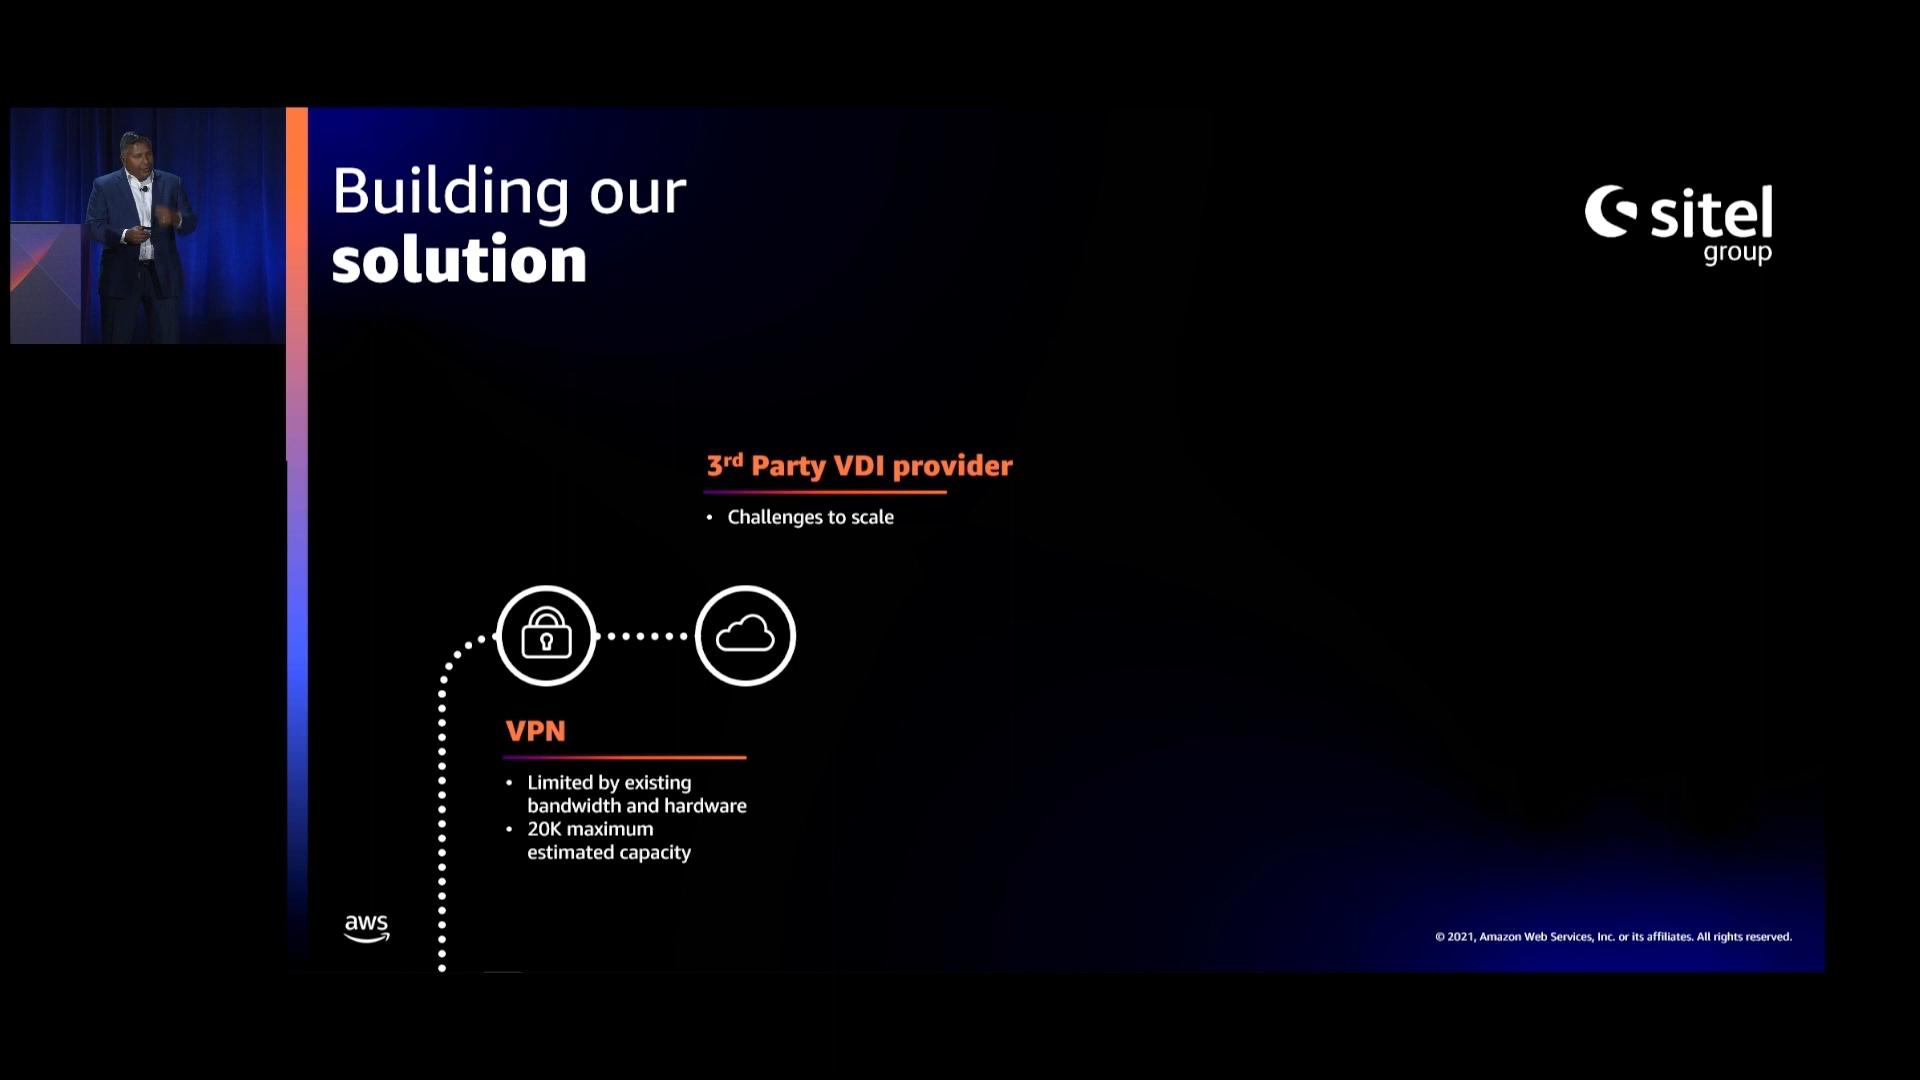 Building our
solution
sitel
group
3rd Party VDI provider
• Challenges to scale
VPN
• Limited by existing
bandwidth and hardware
• 20K maximum
estimated capacity
aws
© 2021, Amazon Web Services, Inc. or its affiliates. All rights reserved.